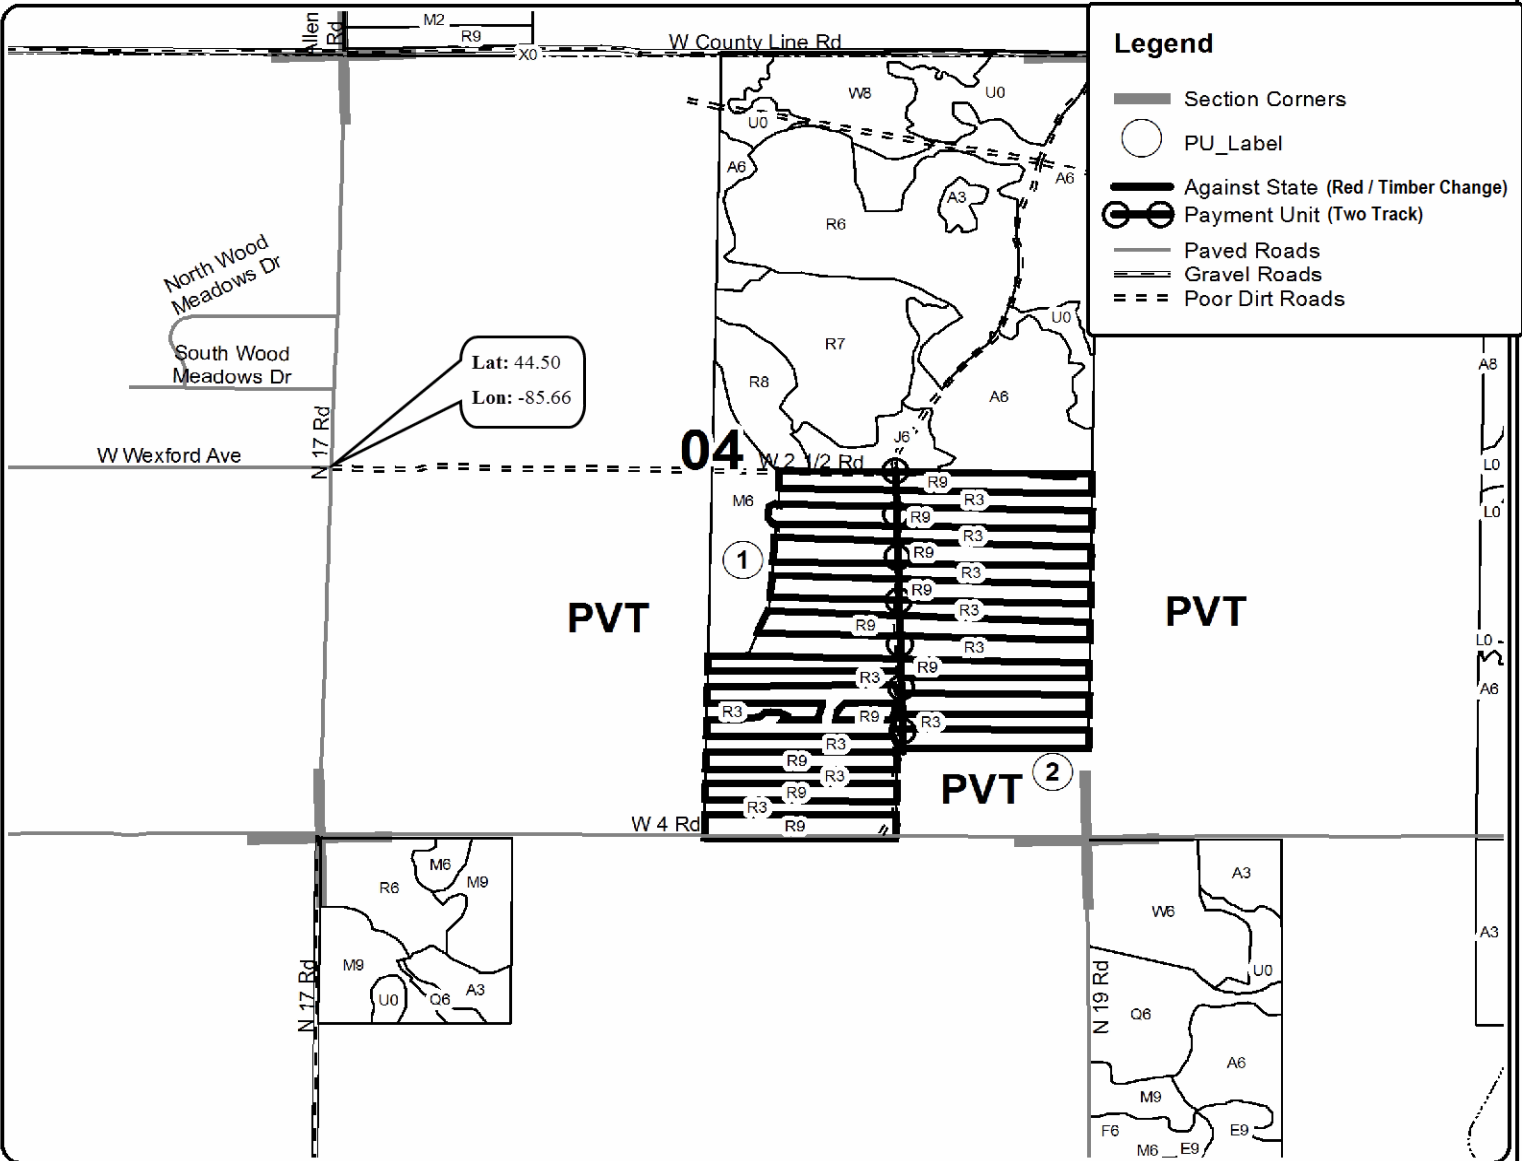 Allen
Rd
M2
R9
X0
W County Line Rd
Legend
Section Corners
PU_Label
Against State (Red / Timber Change)
Payment Unit (Two Track)
Paved Roads
Gravel Roads
Poor Dirt Roads
W8
U0
U0
A6
A6
A3
R6
North Wood
Meadows Dr
South Wood
Meadows Dr
U0
R7
R8
A6
A8
Lat: 44.50
Lon: -85.66
N 17 Rd
W Wexford Ave
04
W 2 1/2 Rd
J6
L0
L0
M6
R9
R3
R9
R3
R9
R3
R9
R3
R9
R3
R9
1
PVT
PVT
L0
A6
R3
R3
R9
R3
R3
R9
R3
R9
R3
R9
PVT
2
W 4 Rd
M6
R6
M9
M9
U0
Q6
A3
N 17 Rd
A3
W6
U0
A3
N 19 Rd
Q6
A6
M9
F6
M6
E9
E9